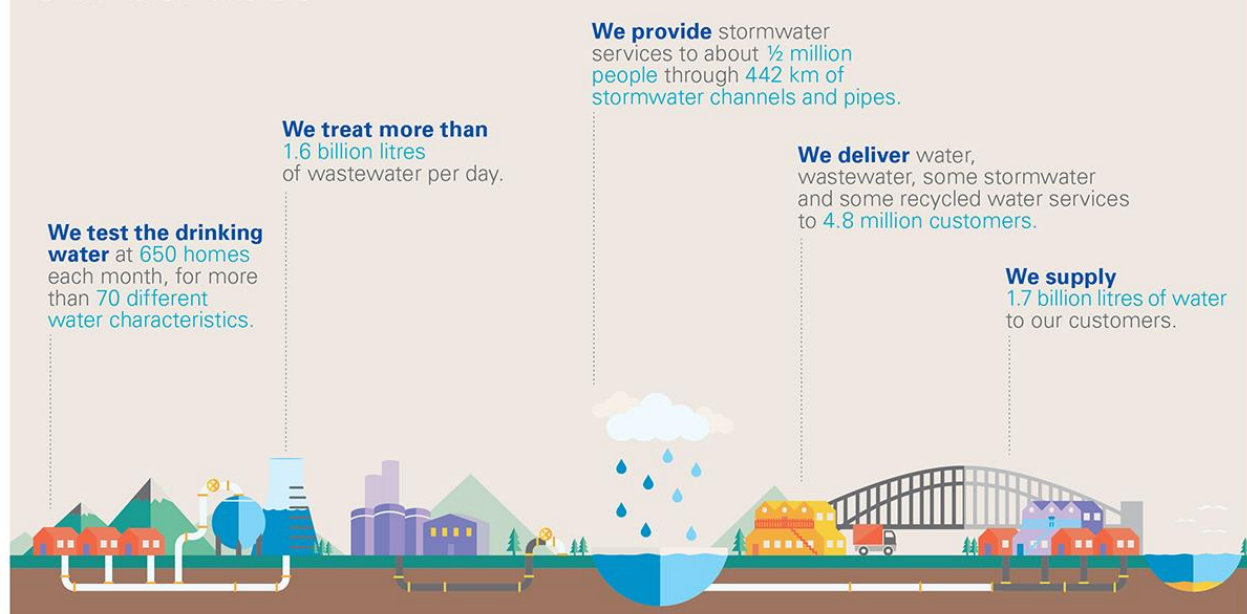 We test the drinking
water at 650 homes
each month, for more
than 70 different
water characteristics.
We treat more than
1.6 billion litres
of wastewater per day.
We provide stormwater
services to about ½ million
people through 442 km of
stormwater channels and pipes.
We deliver water,
wastewater, some stormwater
and some recycled water services
to 4.8 million customers.
We supply
1.7 billion litres of water
to our customers.